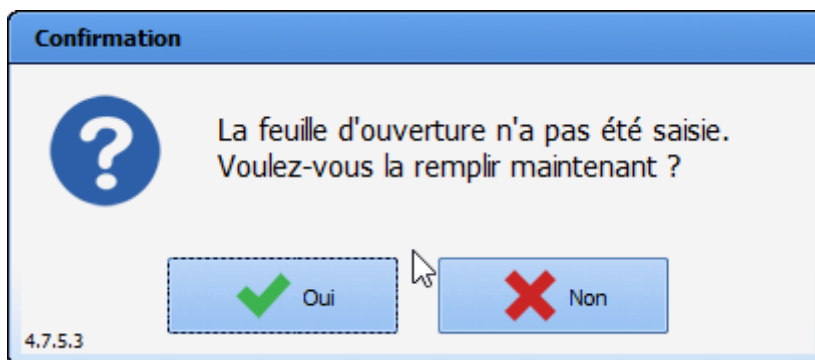 Confirmation
La feuille d'ouverture n'a pas été saisie.
Voulez-vous la remplir maintenant ?
Oui
Non
4.7.5.3